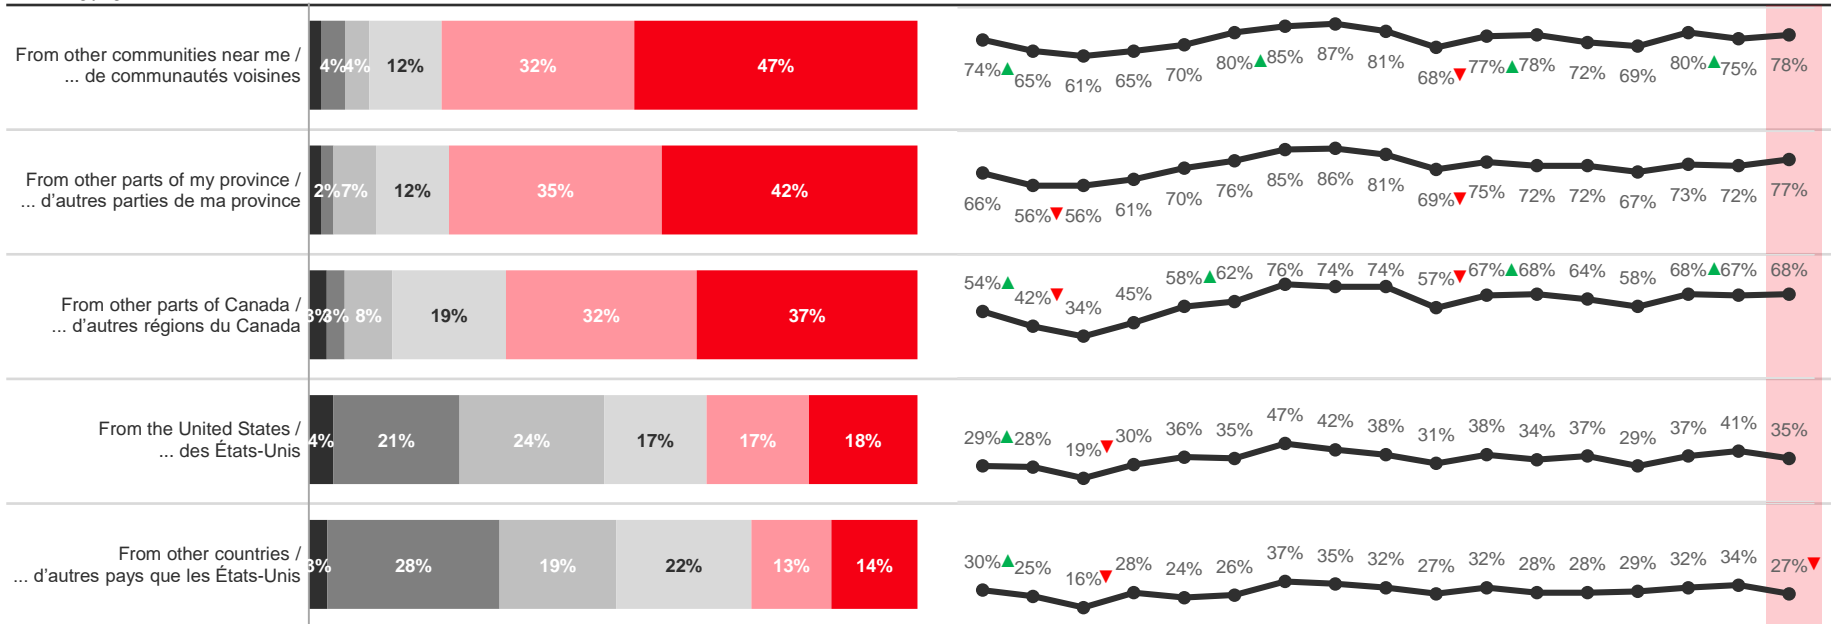 From other communities near me /
... de communautés voisines
4% 4% 12% 32% 47%
74%▲ 65% 61% 65% 70% 80%▲ 85% 87% 81% 68%▼ 77%▲ 78% 72% 69% 80%▲ 75% 78%
From other parts of my province /
... d'autres parties de ma province
2% 7% 12% 35% 42%
66% 56%▼ 56% 61% 70% 76% 85% 86% 81% 69%▼ 75% 72% 72% 67% 73% 72% 77%
From other parts of Canada /
... d'autres régions du Canada
3% 3% 8% 19% 32% 37%
54%▲ 42%▼ 34% 45% 58%▲ 62% 76% 74% 74% 57%▼ 67%▲ 68% 64% 58% 68%▲ 67% 68%
From the United States /
... des États-Unis
4% 21% 24% 17% 17% 18%
29%▲ 28% 19%▼ 30% 36% 35% 47% 42% 38% 31% 38% 34% 37% 29% 37% 41% 35%
From other countries /
... d'autres pays que les États-Unis
3% 28% 19% 22% 13% 14%
30%▲ 25% 16%▼ 28% 24% 26% 37% 35% 32% 27% 32% 28% 28% 29% 32% 34% 27%▼